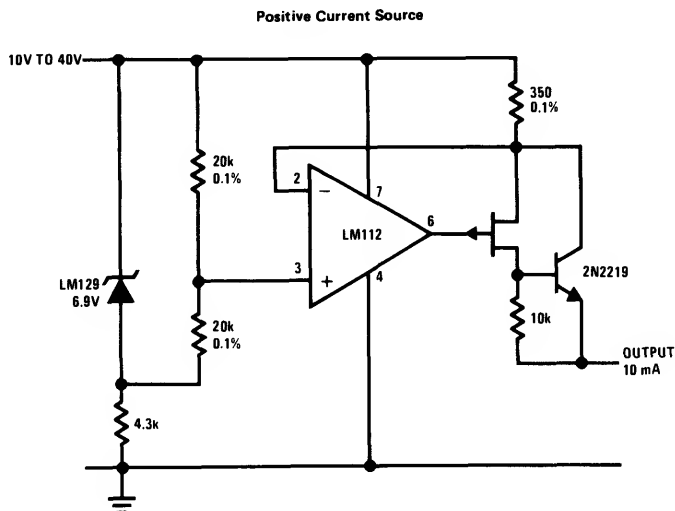 Positive Current Source
10V TO 40V
350
0.1%
20k
0.1%
2
7
6
LM112
3
4
2N2219
LM129
6.9V
20k
0.1%
10k
OUTPUT
10 mA
4.3k